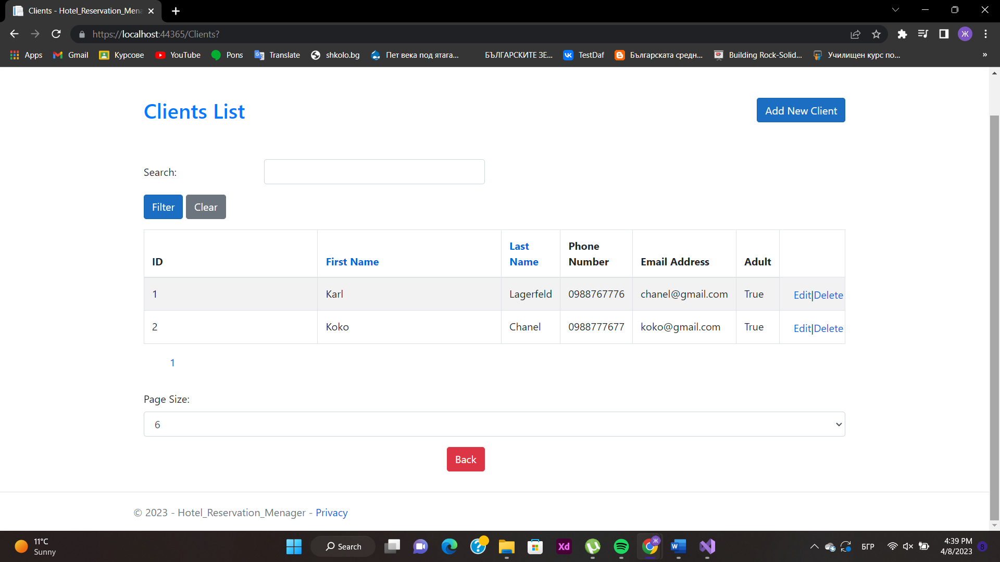 Clients - Hotel_Reservation_Mena
https://localhost:44365/Clients?
Ж
Apps Gmail Курсове YouTube Pons Translate shkolo.bg Пет века под ятага... БЪЛГАРСКИТЕ ЗЕ... TestDaf Българската средн... Building Rock-Solid... Училищен курс по... »
Clients List
Add New Client
Search:
Filter Clear
ID First Name Last Name Phone Number Email Address Adult
1 Karl Lagerfeld 0988767776 chanel@gmail.com True Edit|Delete
2 Koko Chanel 0988777677 koko@gmail.com True Edit|Delete
1
Page Size:
6
Back
© 2023 - Hotel_Reservation_Menager - Privacy
11°C
Sunny
Search
Xd
W
Ж
БГР
4:39 PM
4/8/2023
8